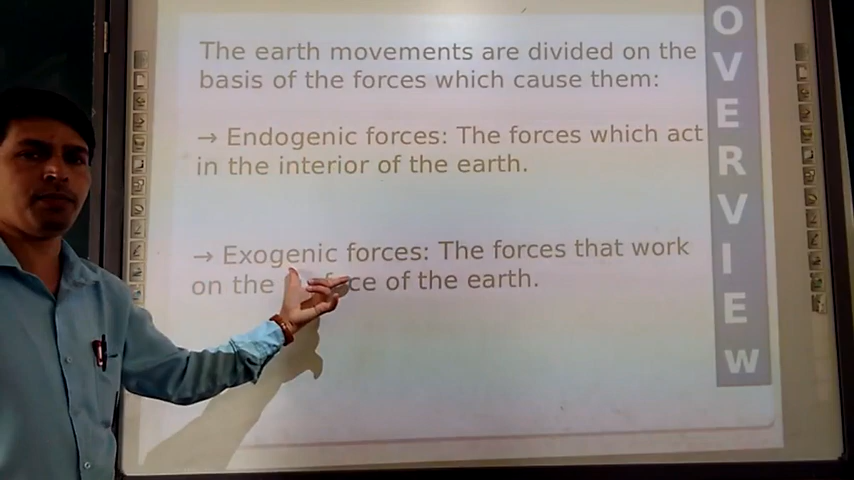 The earth movements are divided on the
basis of the forces which cause them:
→ Endogenic forces: The forces which act
in the interior of the earth.
→ Exogenic forces: The forces that work
on the ce of the earth.
OVERVIEW